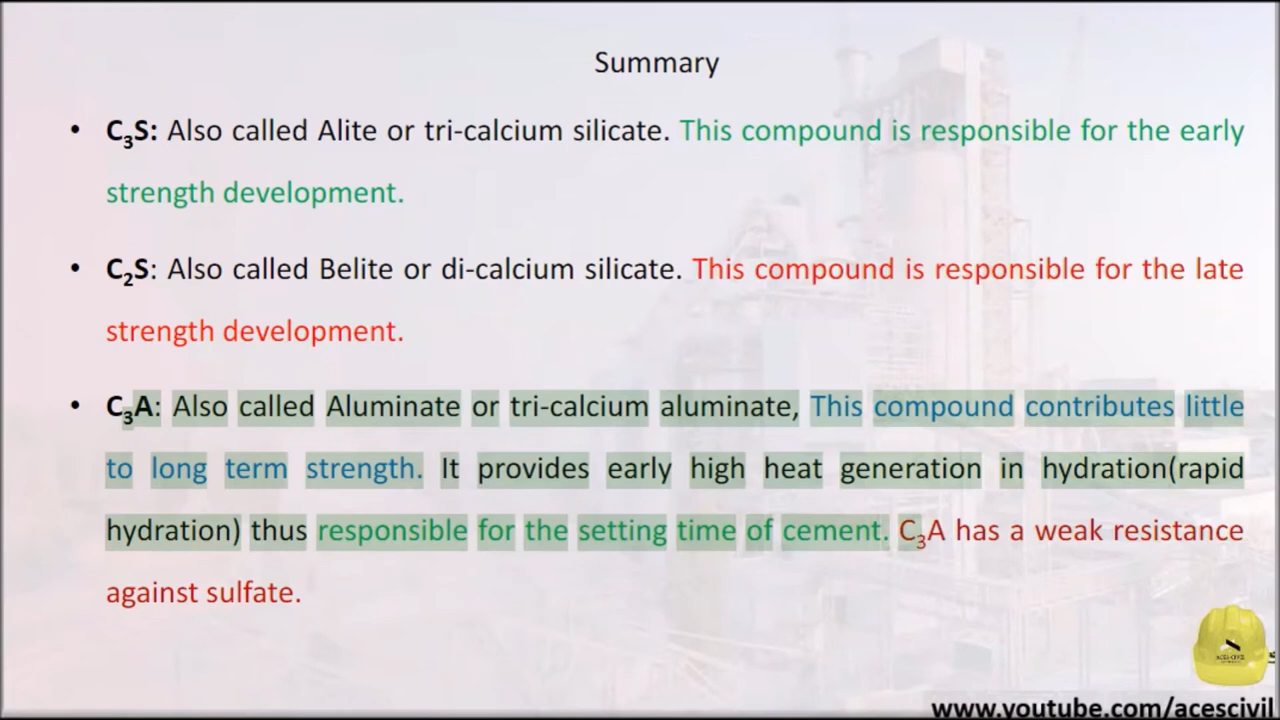 Summary
• C₃S: Also called Alite or tri-calcium silicate. This compound is responsible for the early
strength development.
• C₂S: Also called Belite or di-calcium silicate. This compound is responsible for the late
strength development.
• C₃A: Also called Aluminate or tri-calcium aluminate, This compound contributes little
to long term strength. It provides early high heat generation in hydration(rapid
hydration) thus responsible for the setting time of cement. C₃A has a weak resistance
against sulfate.
www.youtube.com/acescivil